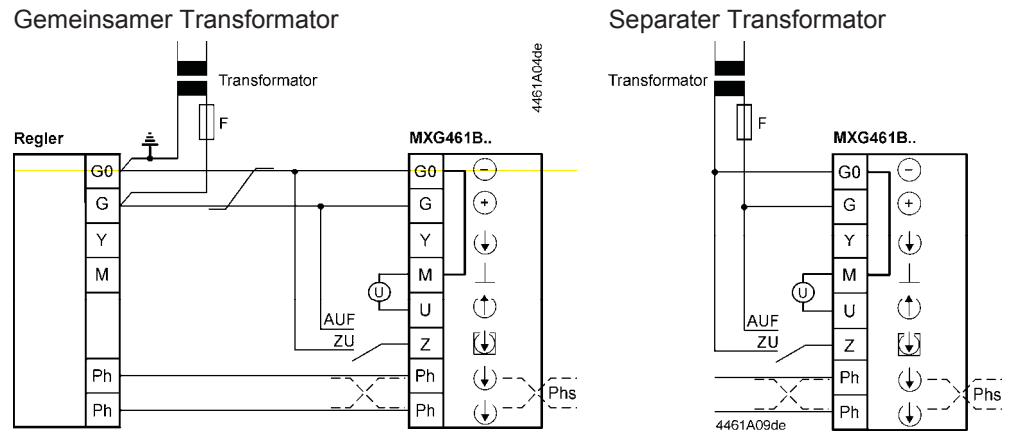 Gemeinsamer Transformator
Transformator
F
4461A04de
Regler
G0
G
Y
M
Ph
Ph
MXG461B..
G0
G
Y
M
U
Z
Ph
Ph
U
AUF
ZU
Phs
Separater Transformator
Transformator
F
MXG461B..
G0
G
Y
M
U
Z
Ph
Ph
U
AUF
ZU
Phs
4461A09de